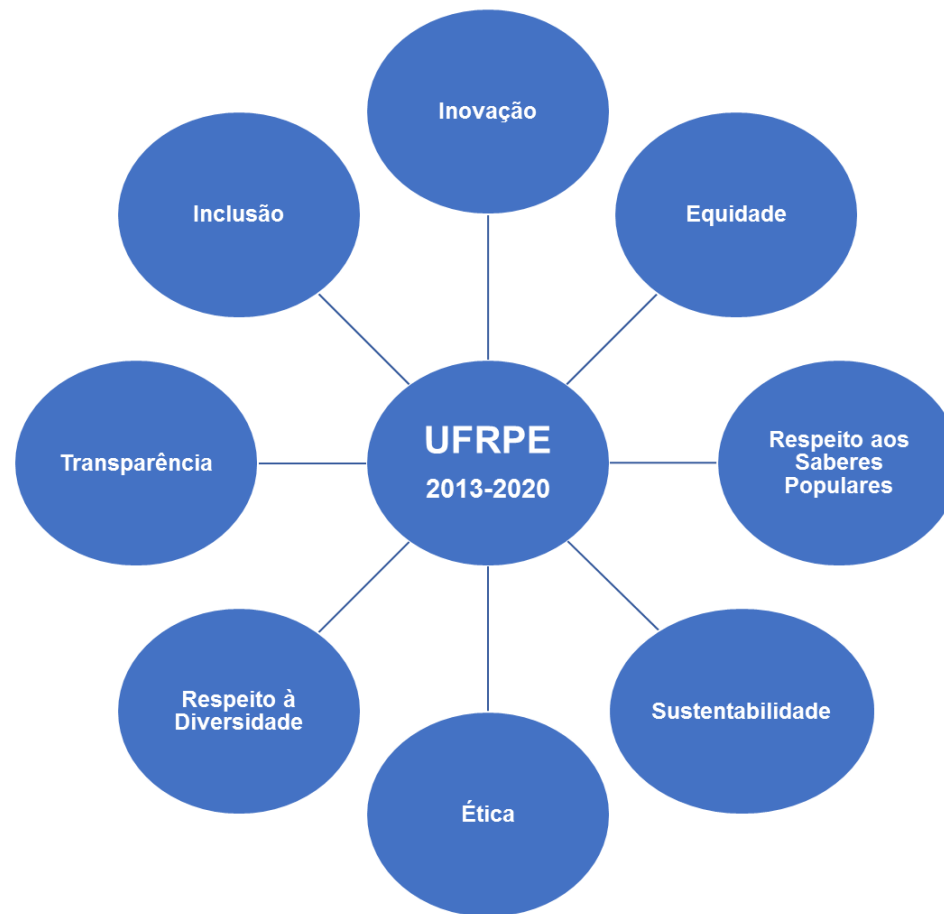 Inovação
Inclusão
Equidade
UFRPE
2013-2020
Transparência
Respeito aos
Saberes
Populares
Respeito à
Diversidade
Sustentabilidade
Ética